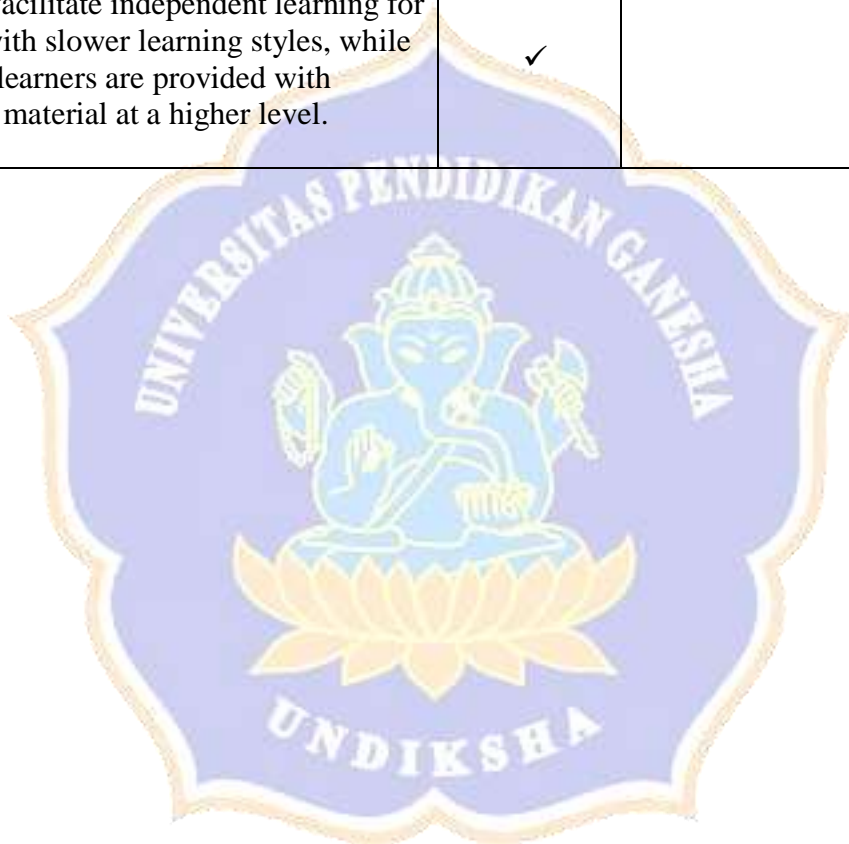 facilitate independent learning for
with slower learning styles, while
learners are provided with
material at a higher level.
✓
UNIVERSITAS PENDIDIKAN GANESHA
UNDIKSHA